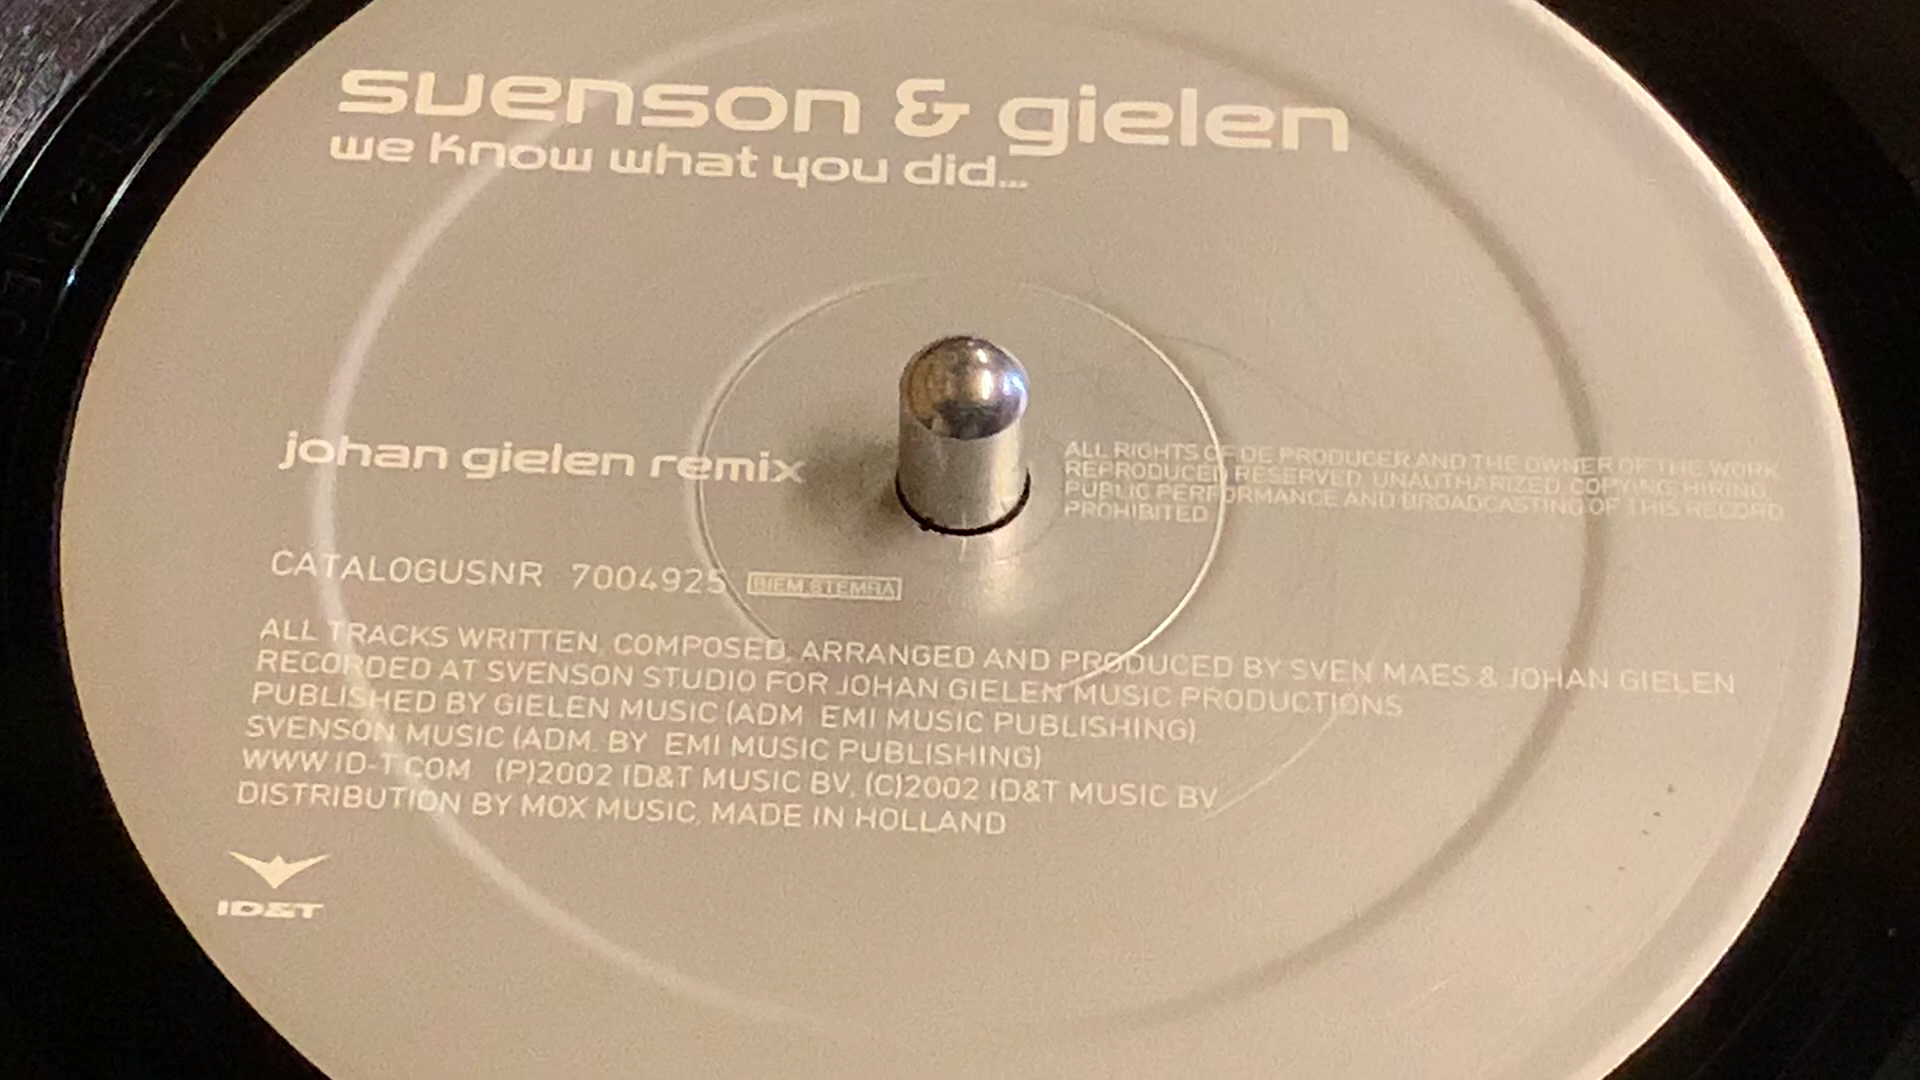 svenson & gielen
we know what you did...
johan gielen remix
ALL RIGHTS OF DE PRODUCER AND THE OWNER OF THE WORK
REPRODUCED RESERVED. UNAUTHARIZED COPYING HIRING,
PUBLIC PERFORMANCE AND BROADCASTING OF THIS RECORD
PROHIBITED
CATALOGUSNR 7004925 BIEM STEMRA
ALL TRACKS WRITTEN, COMPOSED, ARRANGED AND PRODUCED BY SVEN MAES & JOHAN GIELEN
RECORDED AT SVENSON STUDIO FOR JOHAN GIELEN MUSIC PRODUCTIONS
PUBLISHED BY GIELEN MUSIC (ADM. EMI MUSIC PUBLISHING)
SVENSON MUSIC (ADM. BY EMI MUSIC PUBLISHING)
WWW.ID-T.COM (P)2002 ID&T MUSIC BV, (C)2002 ID&T MUSIC BV
DISTRIBUTION BY MOX MUSIC, MADE IN HOLLAND
ID&T